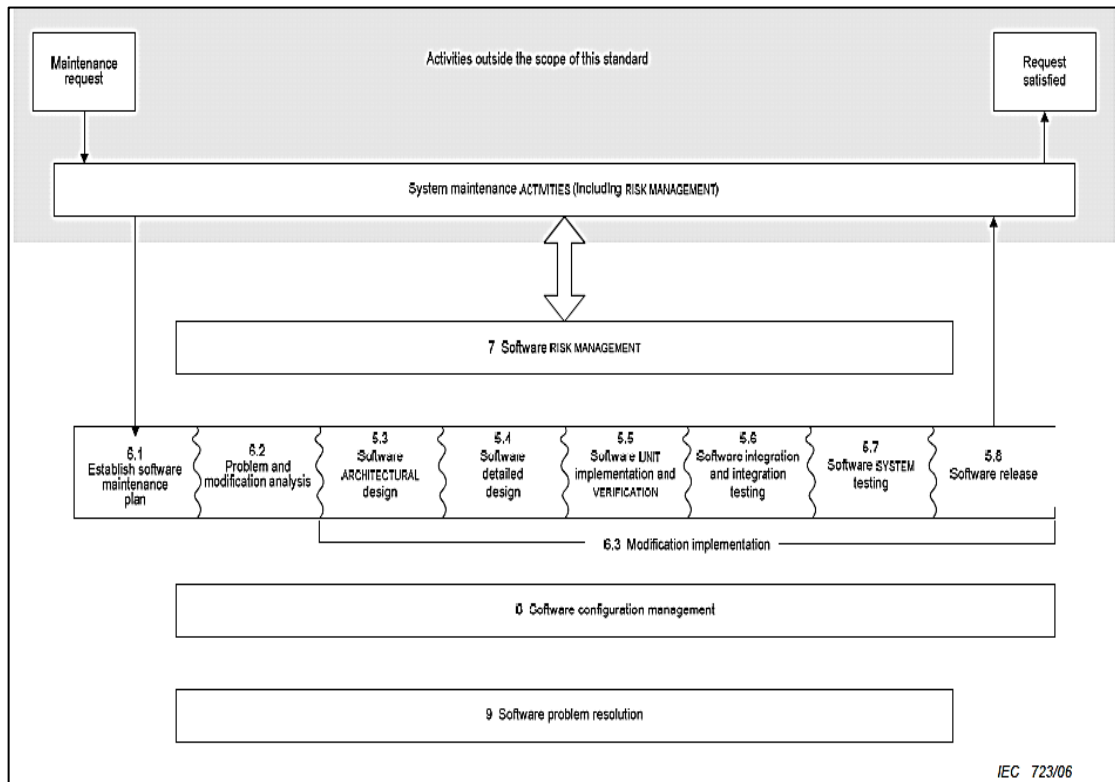 Maintenance
request
Activities outside the scope of this standard
Request
satisfied
System maintenance ACTIVITIES (including RISK MANAGEMENT)
7 Software RISK MANAGEMENT
6.1
Establish software
maintenance
plan
6.2
Problem and
modification analysis
5.3
Software
ARCHITECTURAL
design
5.4
Software
detailed
design
5.5
Software UNIT
implementation and
VERIFICATION
5.6
Software integration
and integration
testing
5.7
Software SYSTEM
testing
5.8
Software release
6.3 Modification implementation
8 Software configuration management
9 Software problem resolution
IEC 723/06